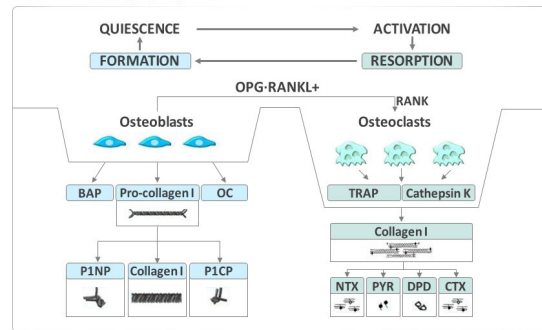 QUIESCENCE
ACTIVATION
FORMATION
RESORPTION
OPG·RANKL+
RANK
Osteoblasts
Osteoclasts
BAP
Pro-collagen I
OC
TRAP
Cathepsin K
Collagen I
P1NP
Collagen I
P1CP
NTX
PYR
DPD
CTX